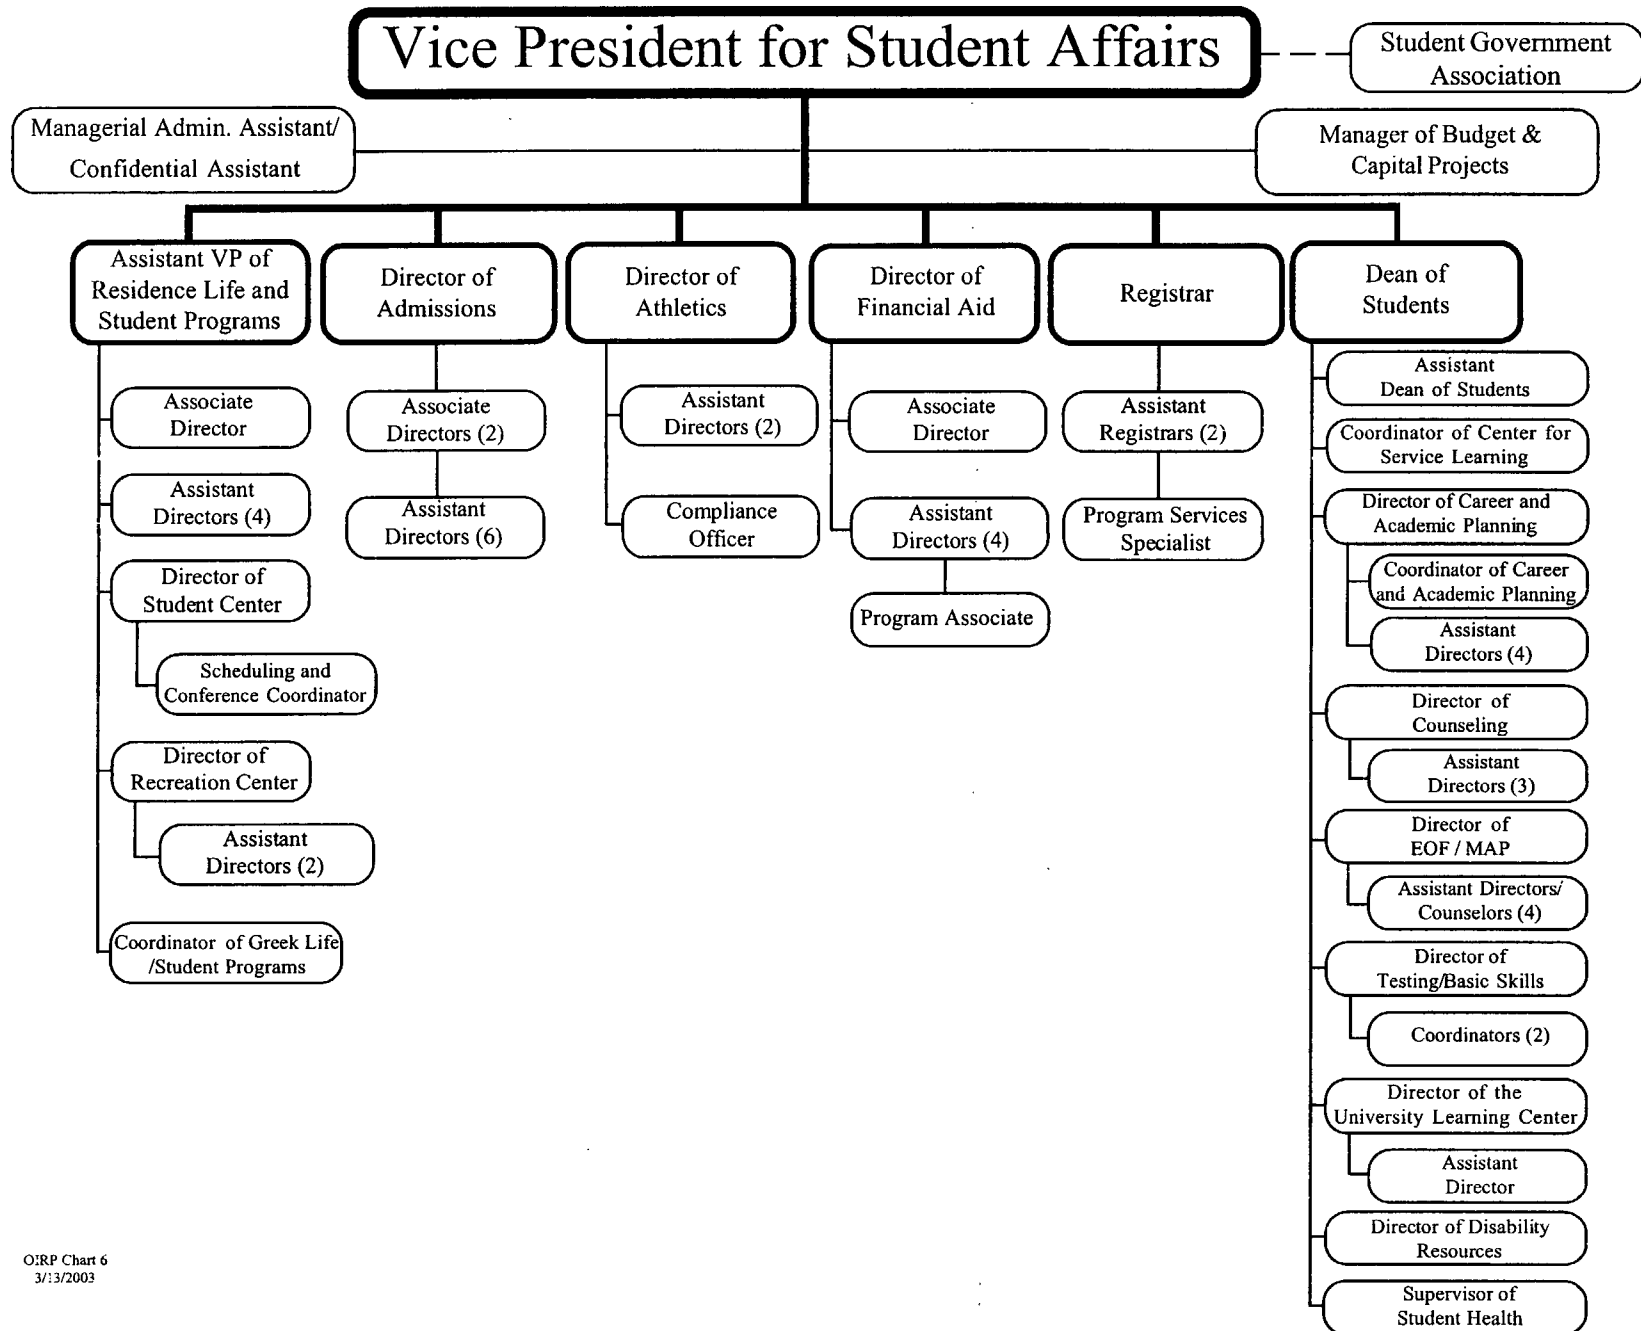 Vice President for Student Affairs
Student Government
Association
Managerial Admin. Assistant/
Confidential Assistant
Manager of Budget &
Capital Projects
Assistant VP of
Residence Life and
Student Programs
Director of
Admissions
Director of
Athletics
Director of
Financial Aid
Registrar
Dean of
Students
Associate
Director
Assistant
Directors (4)
Director of
Student Center
Scheduling and
Conference Coordinator
Director of
Recreation Center
Assistant
Directors (2)
Coordinator of Greek Life
/Student Programs
Associate
Directors (2)
Assistant
Directors (6)
Assistant
Directors (2)
Compliance
Officer
Associate
Director
Assistant
Directors (4)
Program Associate
Assistant
Registrars (2)
Program Services
Specialist
Assistant
Dean of Students
Coordinator of Center for
Service Learning
Director of Career and
Academic Planning
Coordinator of Career
and Academic Planning
Assistant
Directors (4)
Director of
Counseling
Assistant
Directors (3)
Director of
EOF / MAP
Assistant Directors/
Counselors (4)
Director of
Testing/Basic Skills
Coordinators (2)
Director of the
University Learning Center
Assistant
Director
Director of Disability
Resources
Supervisor of
Student Health
OIRP Chart 6
3/13/2003